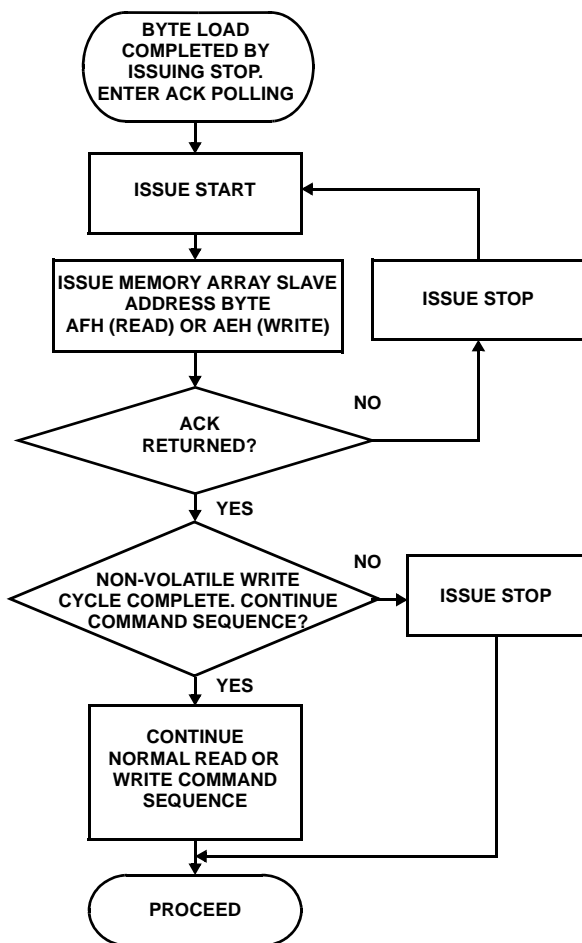 BYTE LOAD
COMPLETED BY
ISSUING STOP.
ENTER ACK POLLING
ISSUE START
ISSUE MEMORY ARRAY SLAVE
ADDRESS BYTE
AFH (READ) OR AEH (WRITE)
ISSUE STOP
ACK
RETURNED?
NO
YES
NON-VOLATILE WRITE
CYCLE COMPLETE. CONTINUE
COMMAND SEQUENCE?
NO
ISSUE STOP
YES
CONTINUE
NORMAL READ OR
WRITE COMMAND
SEQUENCE
PROCEED